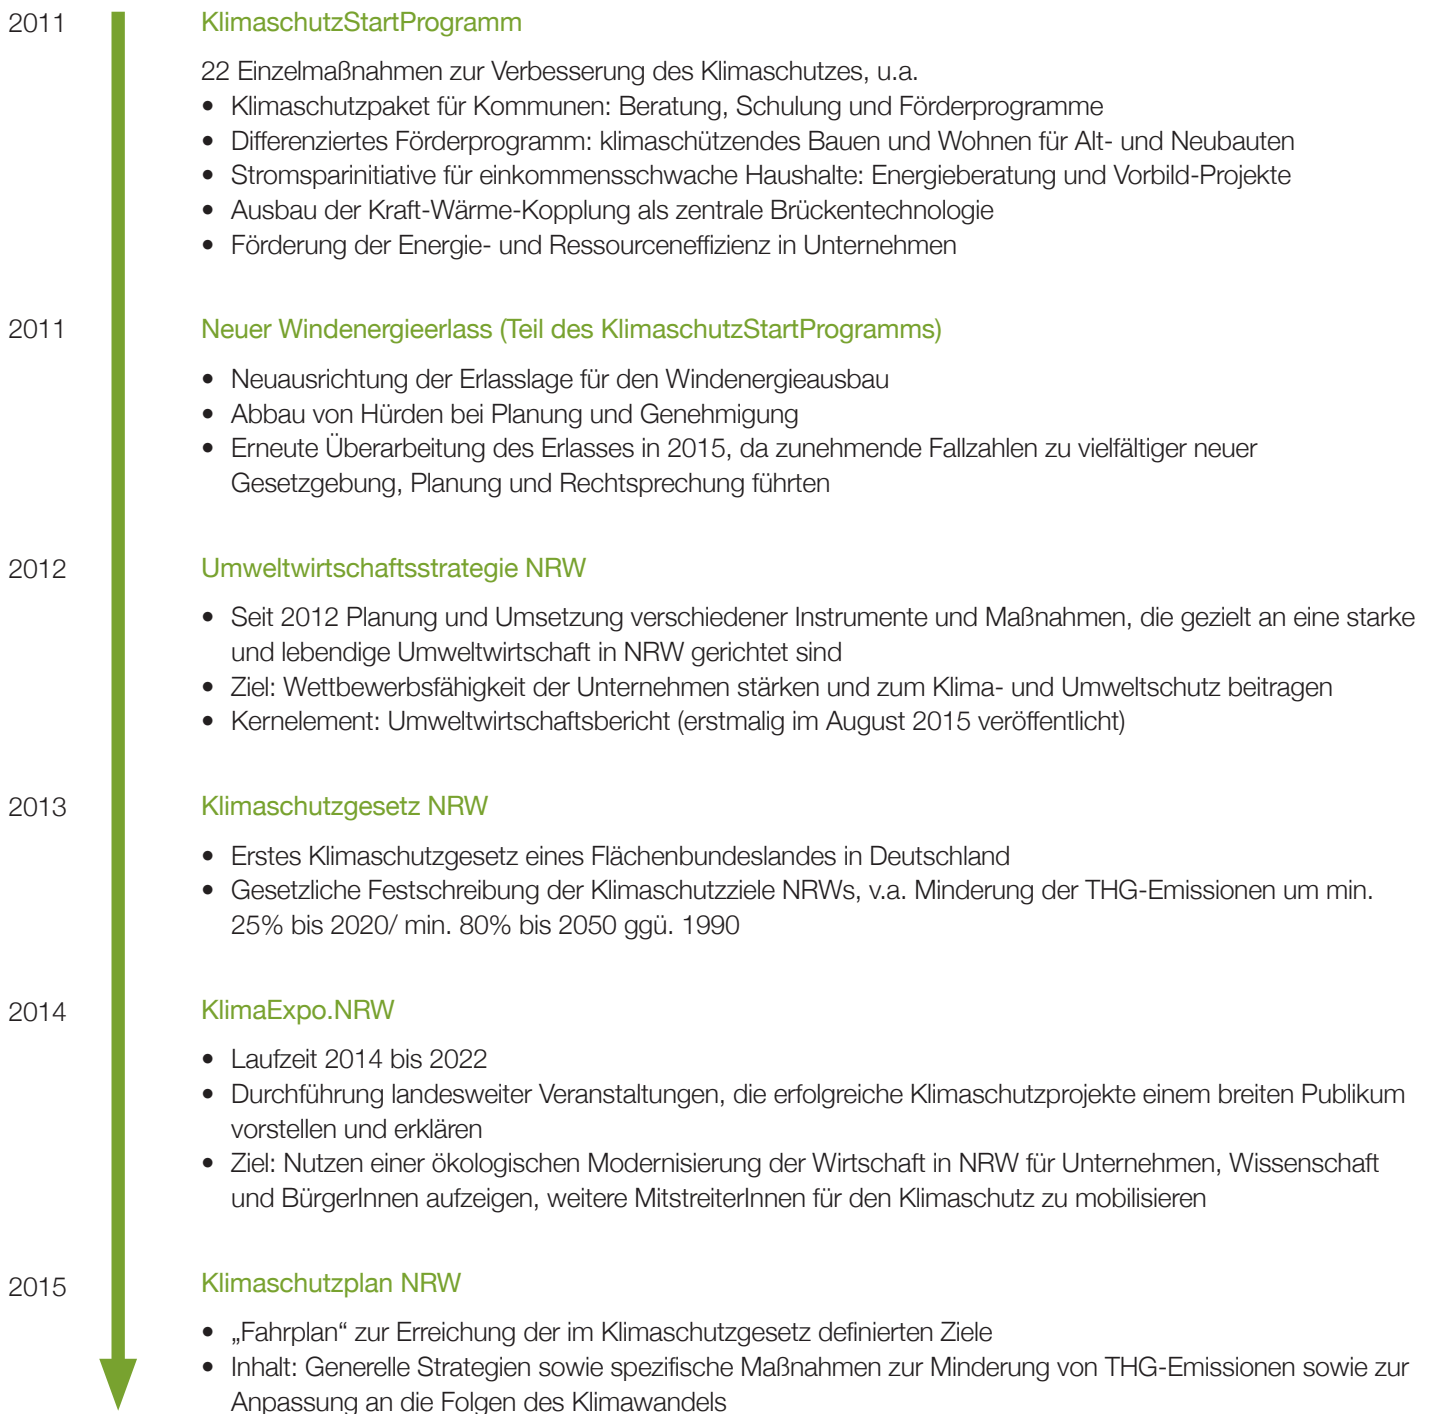 2011
KlimaschutzStartProgramm
22 Einzelmaßnahmen zur Verbesserung des Klimaschutzes, u.a.
• Klimaschutzpaket für Kommunen: Beratung, Schulung und Förderprogramme
• Differenziertes Förderprogramm: klimaschützendes Bauen und Wohnen für Alt- und Neubauten
• Stromsparinitiative für einkommensschwache Haushalte: Energieberatung und Vorbild-Projekte
• Ausbau der Kraft-Wärme-Kopplung als zentrale Brückentechnologie
• Förderung der Energie- und Ressourceneffizienz in Unternehmen
2011
Neuer Windenergieerlass (Teil des KlimaschutzStartProgramms)
• Neuausrichtung der Erlasslage für den Windenergieausbau
• Abbau von Hürden bei Planung und Genehmigung
• Erneute Überarbeitung des Erlasses in 2015, da zunehmende Fallzahlen zu vielfältiger neuer
Gesetzgebung, Planung und Rechtsprechung führten
2012
Umweltwirtschaftsstrategie NRW
• Seit 2012 Planung und Umsetzung verschiedener Instrumente und Maßnahmen, die gezielt an eine starke
und lebendige Umweltwirtschaft in NRW gerichtet sind
• Ziel: Wettbewerbsfähigkeit der Unternehmen stärken und zum Klima- und Umweltschutz beitragen
• Kernelement: Umweltwirtschaftsbericht (erstmalig im August 2015 veröffentlicht)
2013
Klimaschutzgesetz NRW
• Erstes Klimaschutzgesetz eines Flächenbundeslandes in Deutschland
• Gesetzliche Festschreibung der Klimaschutzziele NRWs, v.a. Minderung der THG-Emissionen um min.
25% bis 2020/ min. 80% bis 2050 ggü. 1990
2014
KlimaExpo.NRW
• Laufzeit 2014 bis 2022
• Durchführung landesweiter Veranstaltungen, die erfolgreiche Klimaschutzprojekte einem breiten Publikum
vorstellen und erklären
• Ziel: Nutzen einer ökologischen Modernisierung der Wirtschaft in NRW für Unternehmen, Wissenschaft
und BürgerInnen aufzeigen, weitere MitstreiterInnen für den Klimaschutz zu mobilisieren
2015
Klimaschutzplan NRW
• „Fahrplan“ zur Erreichung der im Klimaschutzgesetz definierten Ziele
• Inhalt: Generelle Strategien sowie spezifische Maßnahmen zur Minderung von THG-Emissionen sowie zur
Anpassung an die Folgen des Klimawandels